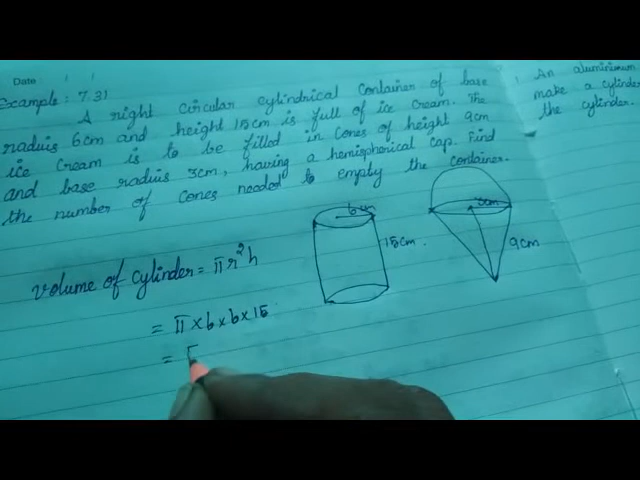 Date
Example: 7.31
A right circular cylindrical container of base
raduis 6cm and height 15cm is full of ice cream. The
ice cream is to be filled in cones of height 9cm
and base radius 3cm, having a hemispherical cap. Find
the number of cones needed to empty the container.
An aluminium
make a cylinder
the cylinder.
6cm
15cm.
3cm
9cm
volume of cylinder = πr²h
= π×6×6×15
=